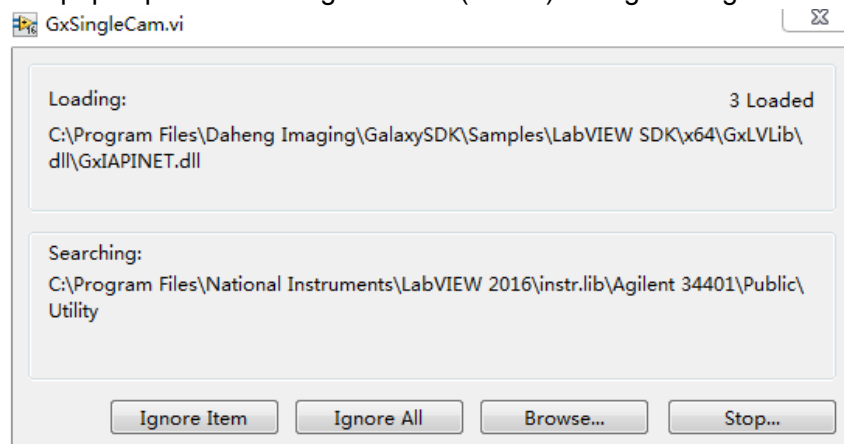 GxSingleCam.vi
Loading:
3 Loaded
C:\Program Files\Daheng Imaging\GalaxySDK\Samples\LabVIEW SDK\x64\GxLVLib\
dll\GxIAPINET.dll
Searching:
C:\Program Files\National Instruments\LabVIEW 2016\instr.lib\Agilent 34401\Public\
Utility
Ignore Item
Ignore All
Browse...
Stop...